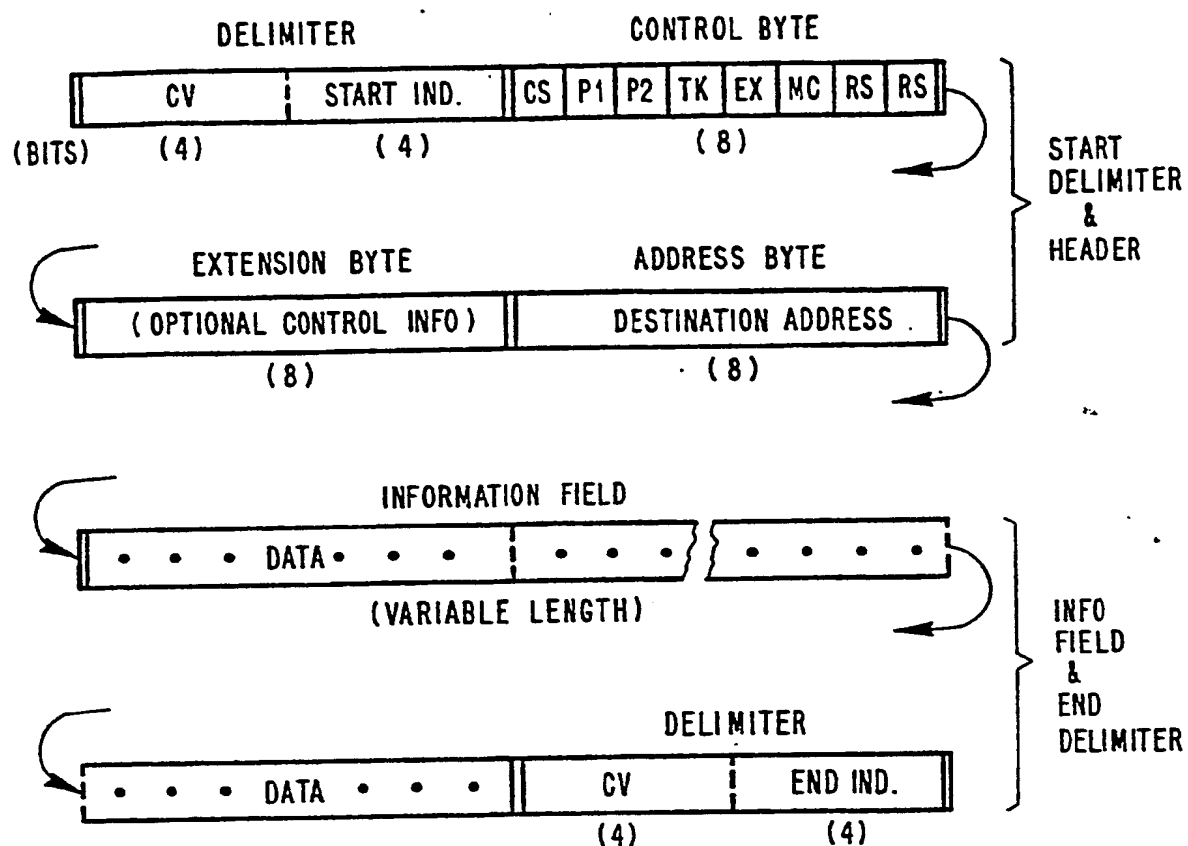 DELIMITER CONTROL BYTE
CV START IND. CS P1 P2 TK EX MC RS RS
(BITS) (4) (4) (8)
START
DELIMITER
&
HEADER
EXTENSION BYTE ADDRESS BYTE
(OPTIONAL CONTROL INFO) DESTINATION ADDRESS
(8) (8)
INFORMATION FIELD
• • • DATA • • • • • • • • • •
(VARIABLE LENGTH)
INFO
FIELD
&
END
DELIMITER
DELIMITER
• • • DATA • • • CV END IND.
(4) (4)